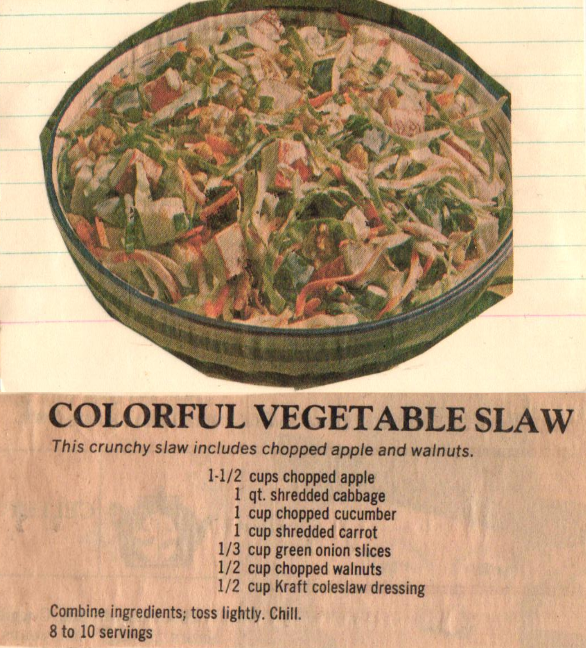 COLORFUL VEGETABLE SLAW
This crunchy slaw includes chopped apple and walnuts.
1-1/2 cups chopped apple
1 qt. shredded cabbage
1 cup chopped cucumber
1 cup shredded carrot
1/3 cup green onion slices
1/2 cup chopped walnuts
1/2 cup Kraft coleslaw dressing
Combine ingredients; toss lightly. Chill.
8 to 10 servings